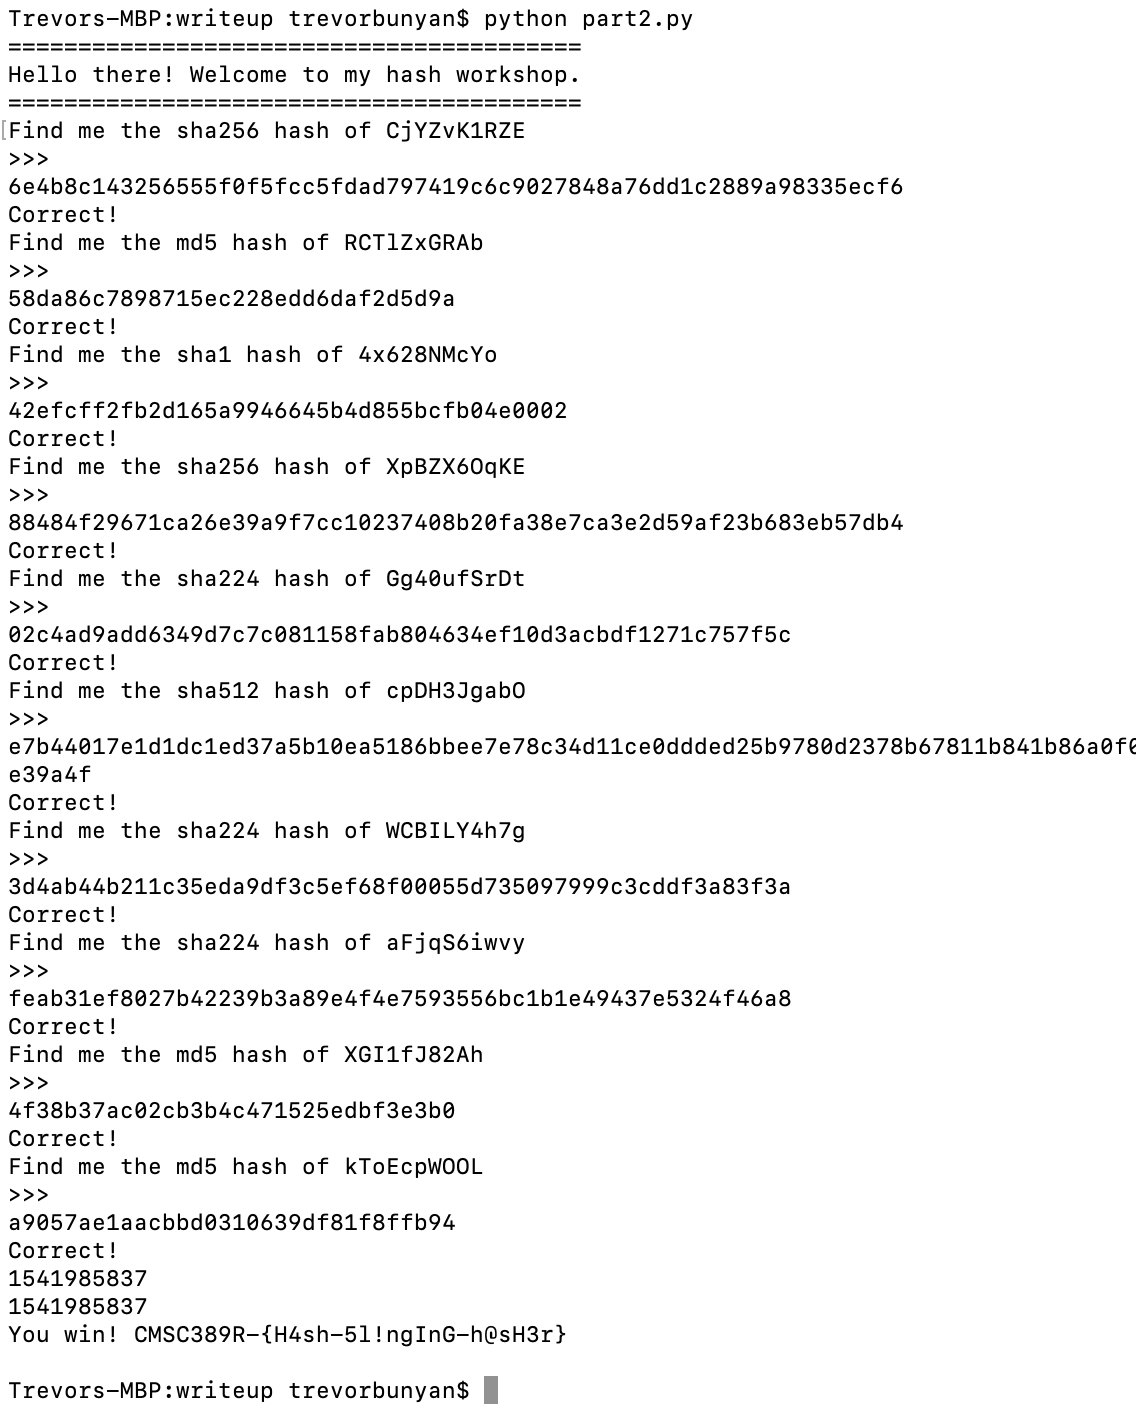 Trevors-MBP:writeup trevorbunyan$ python part2.py
=========================================
Hello there! Welcome to my hash workshop.
=========================================
[Find me the sha256 hash of CjYZvK1RZE
>>>
6e4b8c143256555f0f5fcc5fdad797419c6c9027848a76dd1c2889a98335ecf6
Correct!
Find me the md5 hash of RCTlZxGRAb
>>>
58da86c7898715ec228edd6daf2d5d9a
Correct!
Find me the sha1 hash of 4x628NMcYo
>>>
42efcff2fb2d165a9946645b4d855bcfb04e0002
Correct!
Find me the sha256 hash of XpBZX6OqKE
>>>
88484f29671ca26e39a9f7cc10237408b20fa38e7ca3e2d59af23b683eb57db4
Correct!
Find me the sha224 hash of Gg40ufSrDt
>>>
02c4ad9add6349d7c7c081158fab804634ef10d3acbdf1271c757f5c
Correct!
Find me the sha512 hash of cpDH3JgabO
>>>
e7b44017e1d1dc1ed37a5b10ea5186bbee7e78c34d11ce0ddded25b9780d2378b67811b841b86a0f0
e39a4f
Correct!
Find me the sha224 hash of WCBILY4h7g
>>>
3d4ab44b211c35eda9df3c5ef68f00055d735097999c3cddf3a83f3a
Correct!
Find me the sha224 hash of aFjqS6iwvy
>>>
feab31ef8027b42239b3a89e4f4e7593556bc1b1e49437e5324f46a8
Correct!
Find me the md5 hash of XGI1fJ82Ah
>>>
4f38b37ac02cb3b4c471525edbf3e3b0
Correct!
Find me the md5 hash of kToEcpWOOL
>>>
a9057ae1aacbbd0310639df81f8ffb94
Correct!
1541985837
1541985837
You win! CMSC389R-{H4sh-5l!ngInG-h@sH3r}
Trevors-MBP:writeup trevorbunyan$